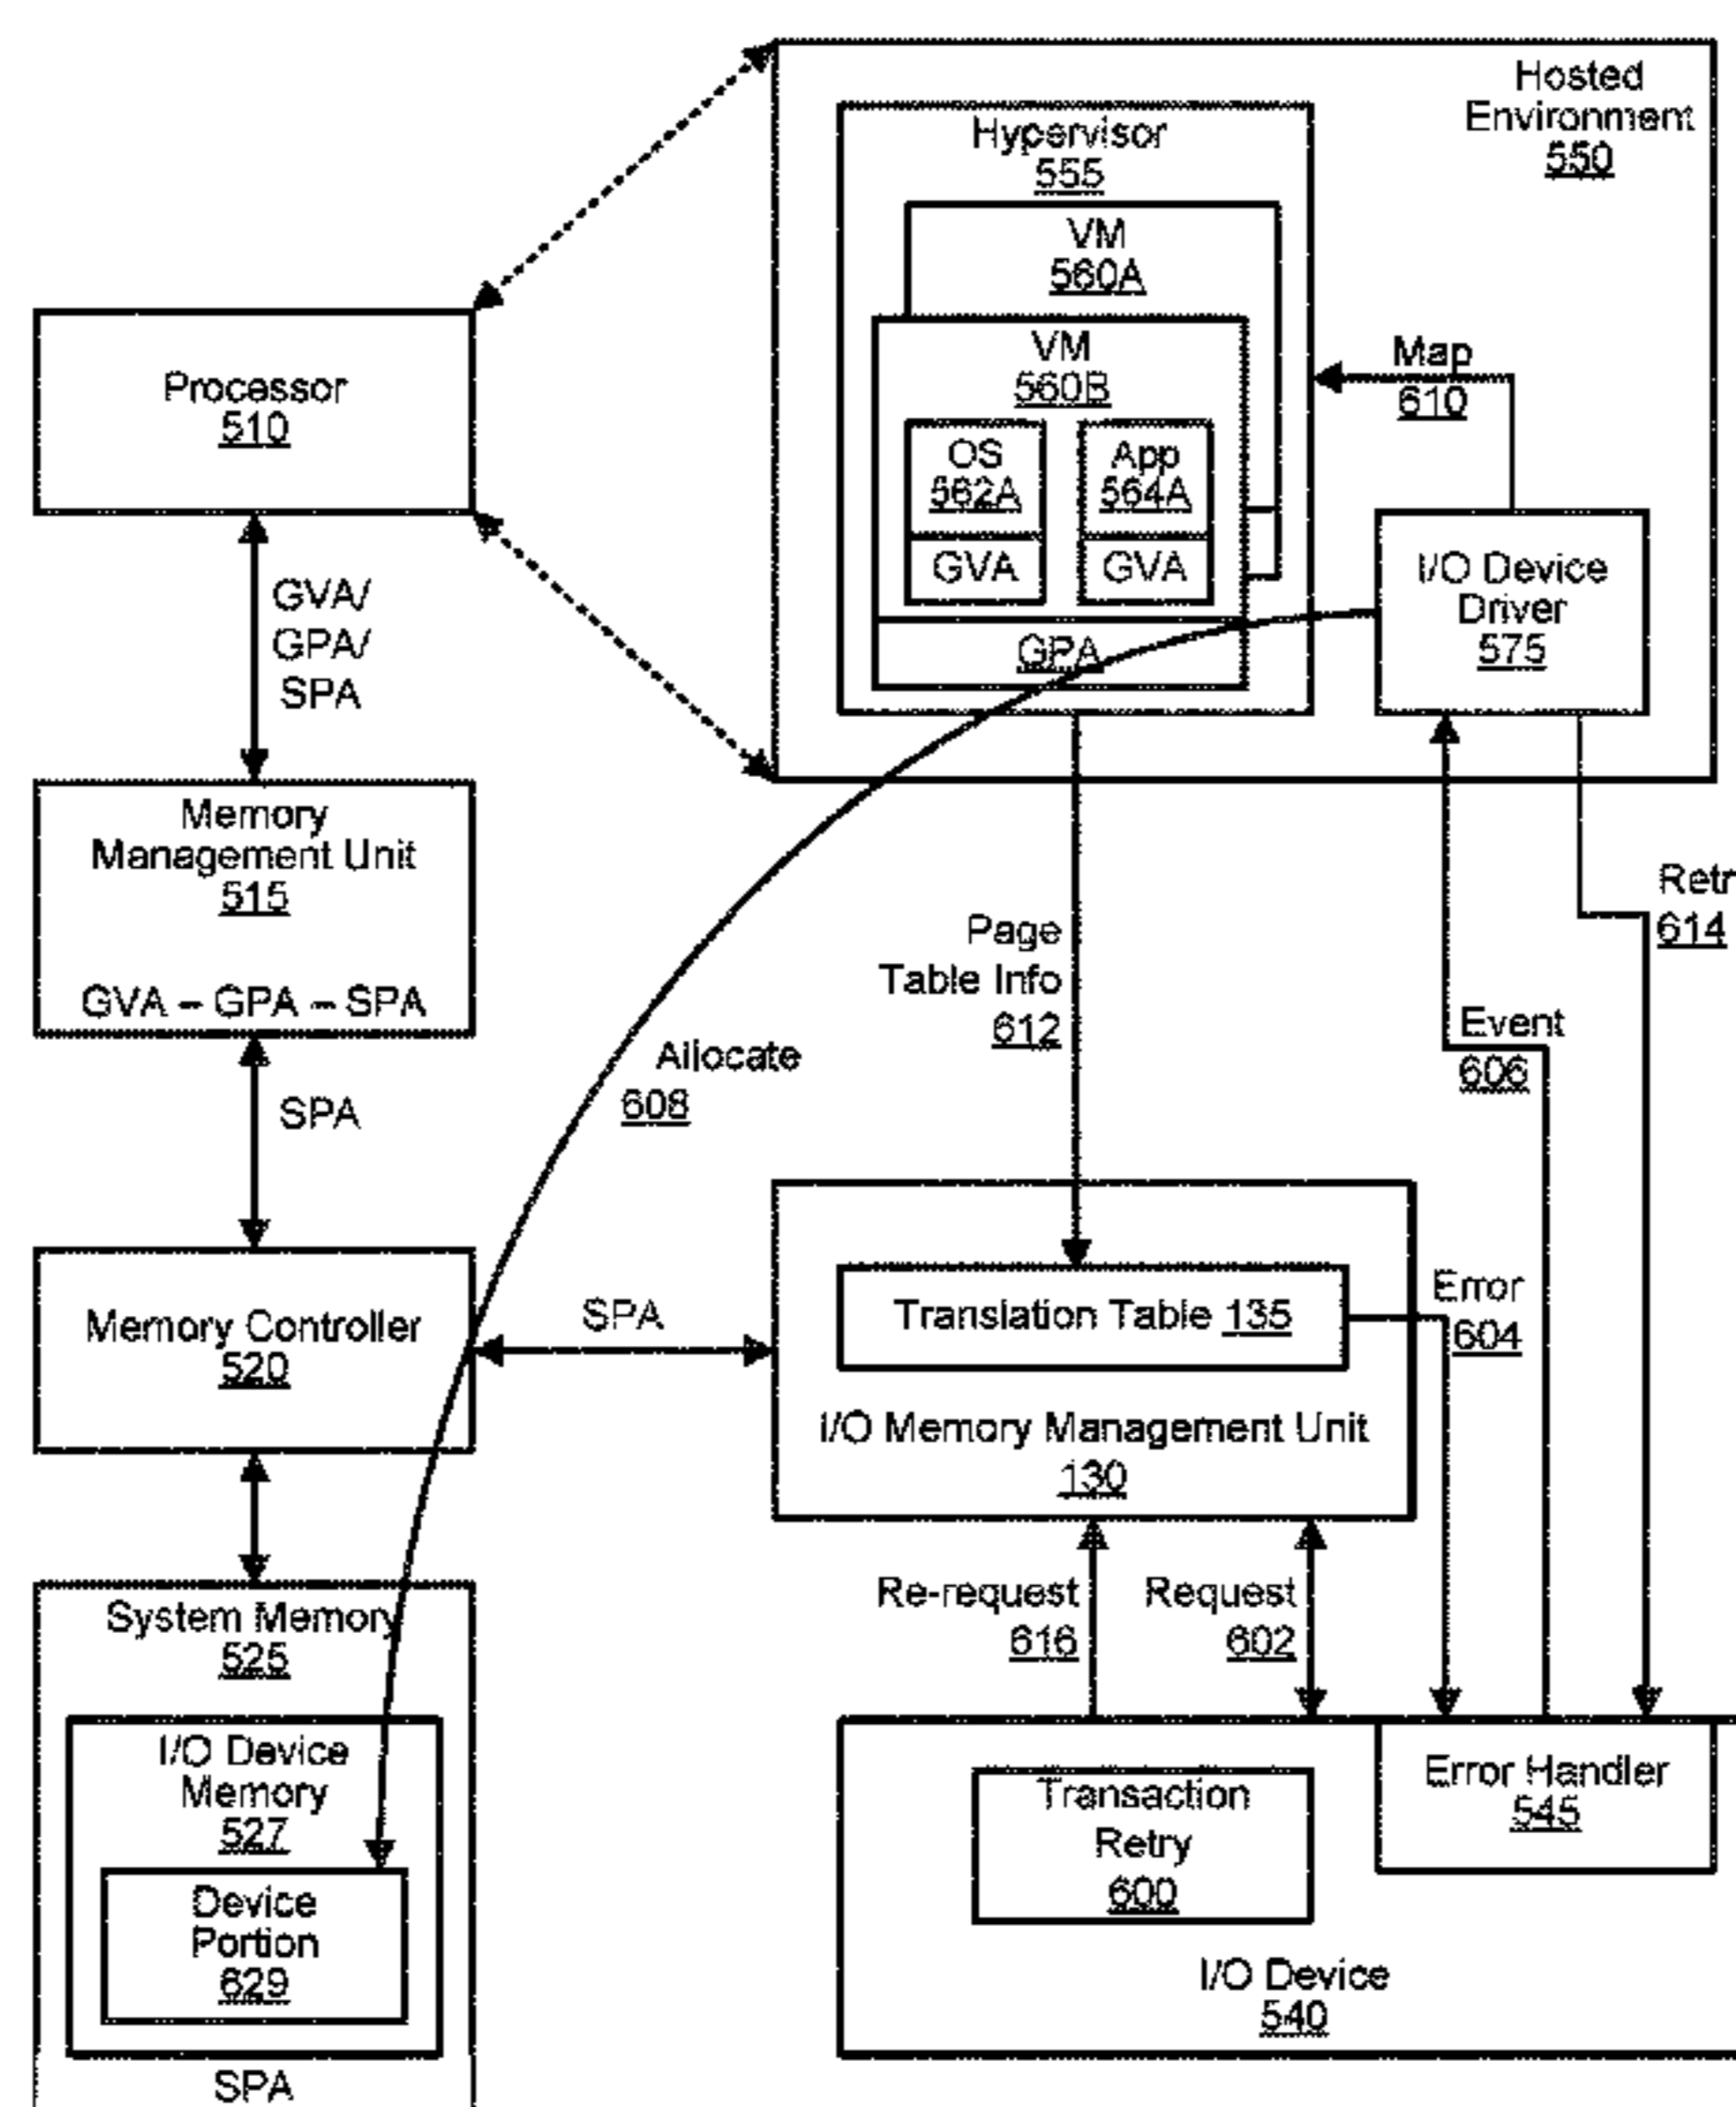 Hosted
Environment
550
Hypervisor
555
VM
560A
VM
560B
OS
562A
GVA
App
564A
GVA
GPA
Map
610
I/O Device
Driver
575
Processor
510
GVA/
GPA/
SPA
Memory
Management Unit
515
GVA – GPA – SPA
SPA
Memory Controller
520
System Memory
525
I/O Device
Memory
527
Device
Portion
629
SPA
Allocate
608
Page
Table Info
612
Retr
614
Event
606
SPA
Translation Table 135
I/O Memory Management Unit
130
Error
604
Re-request
616
Request
602
Transaction
Retry
600
Error Handler
545
I/O Device
540